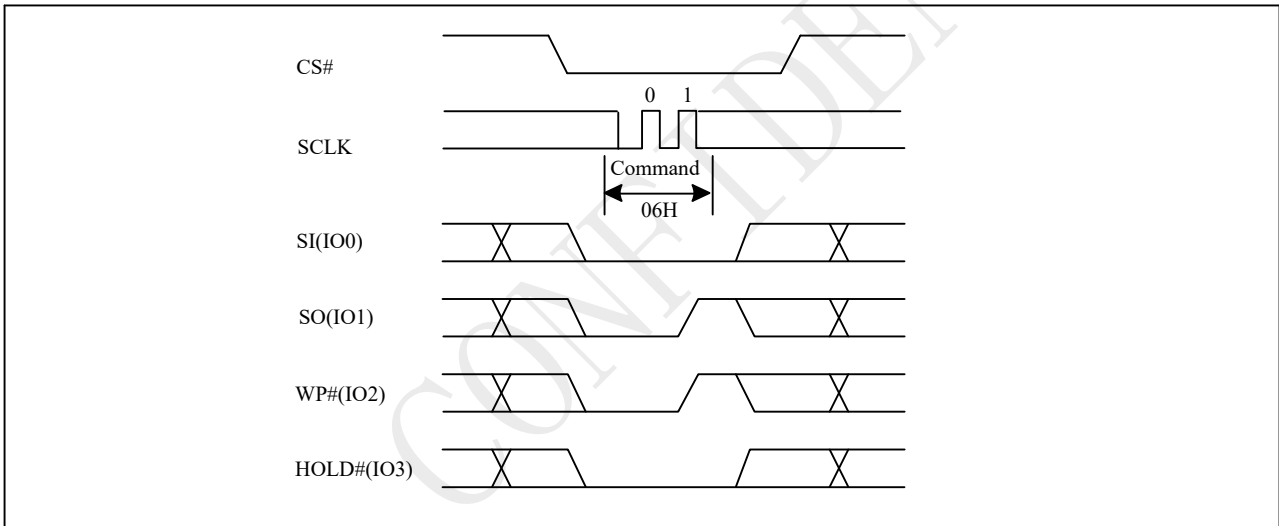 CS#
0 1
SCLK
Command
06H
SI(IO0)
SO(IO1)
WP#(IO2)
HOLD#(IO3)